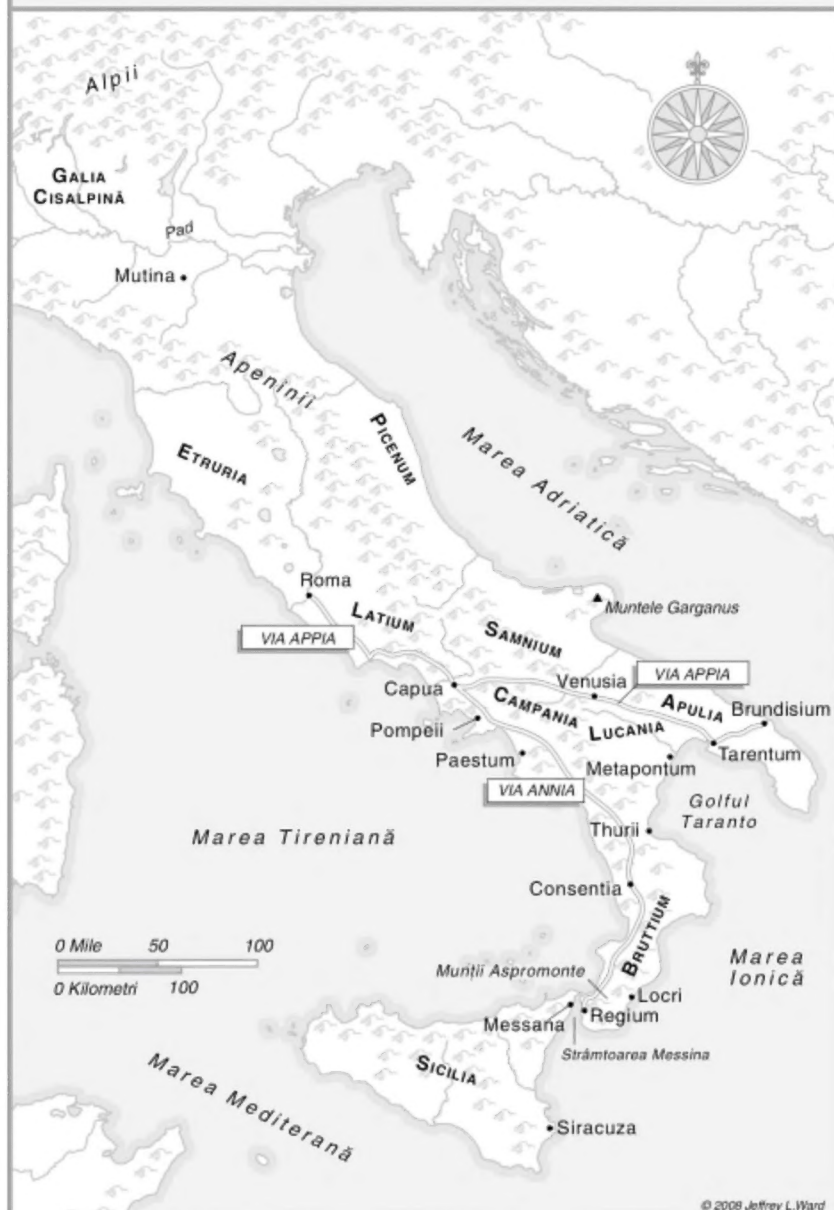 Alpii
GALIA
CISALPINĂ
Pad
Mutina
Apeninii
PICENUM
ETRURIA
Marea Adriatică
Roma
LATIUM
VIA APPIA
SAMNIUM
Muntele Garganus
Capua
Venusia
VIA APPIA
CAMPANIA
APULIA
Brundisium
Pompeii
LUCANIA
Paestum
Metapontum
Tarentum
VIA ANNIA
Golful
Taranto
Marea Tireniană
Thurii
Consentia
BRUTTIUM
0 Mile 50 100
0 Kilometri 100
Marea
Ionică
Munții Aspromonte
Locri
Messana
Regium
Strâmtoarea Messina
SICILIA
Marea Mediterană
Siracuza
© 2008 Jeffrey L.Ward